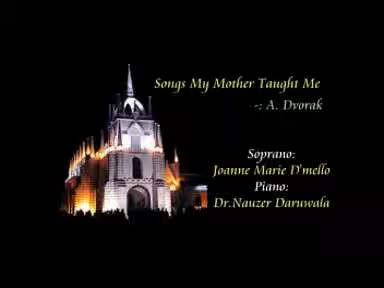 Songs My Mother Taught Me
-: A. Dvorak
Soprano:
Joanne Marie D'mello
Piano:
Dr.Nauzer Daruwala